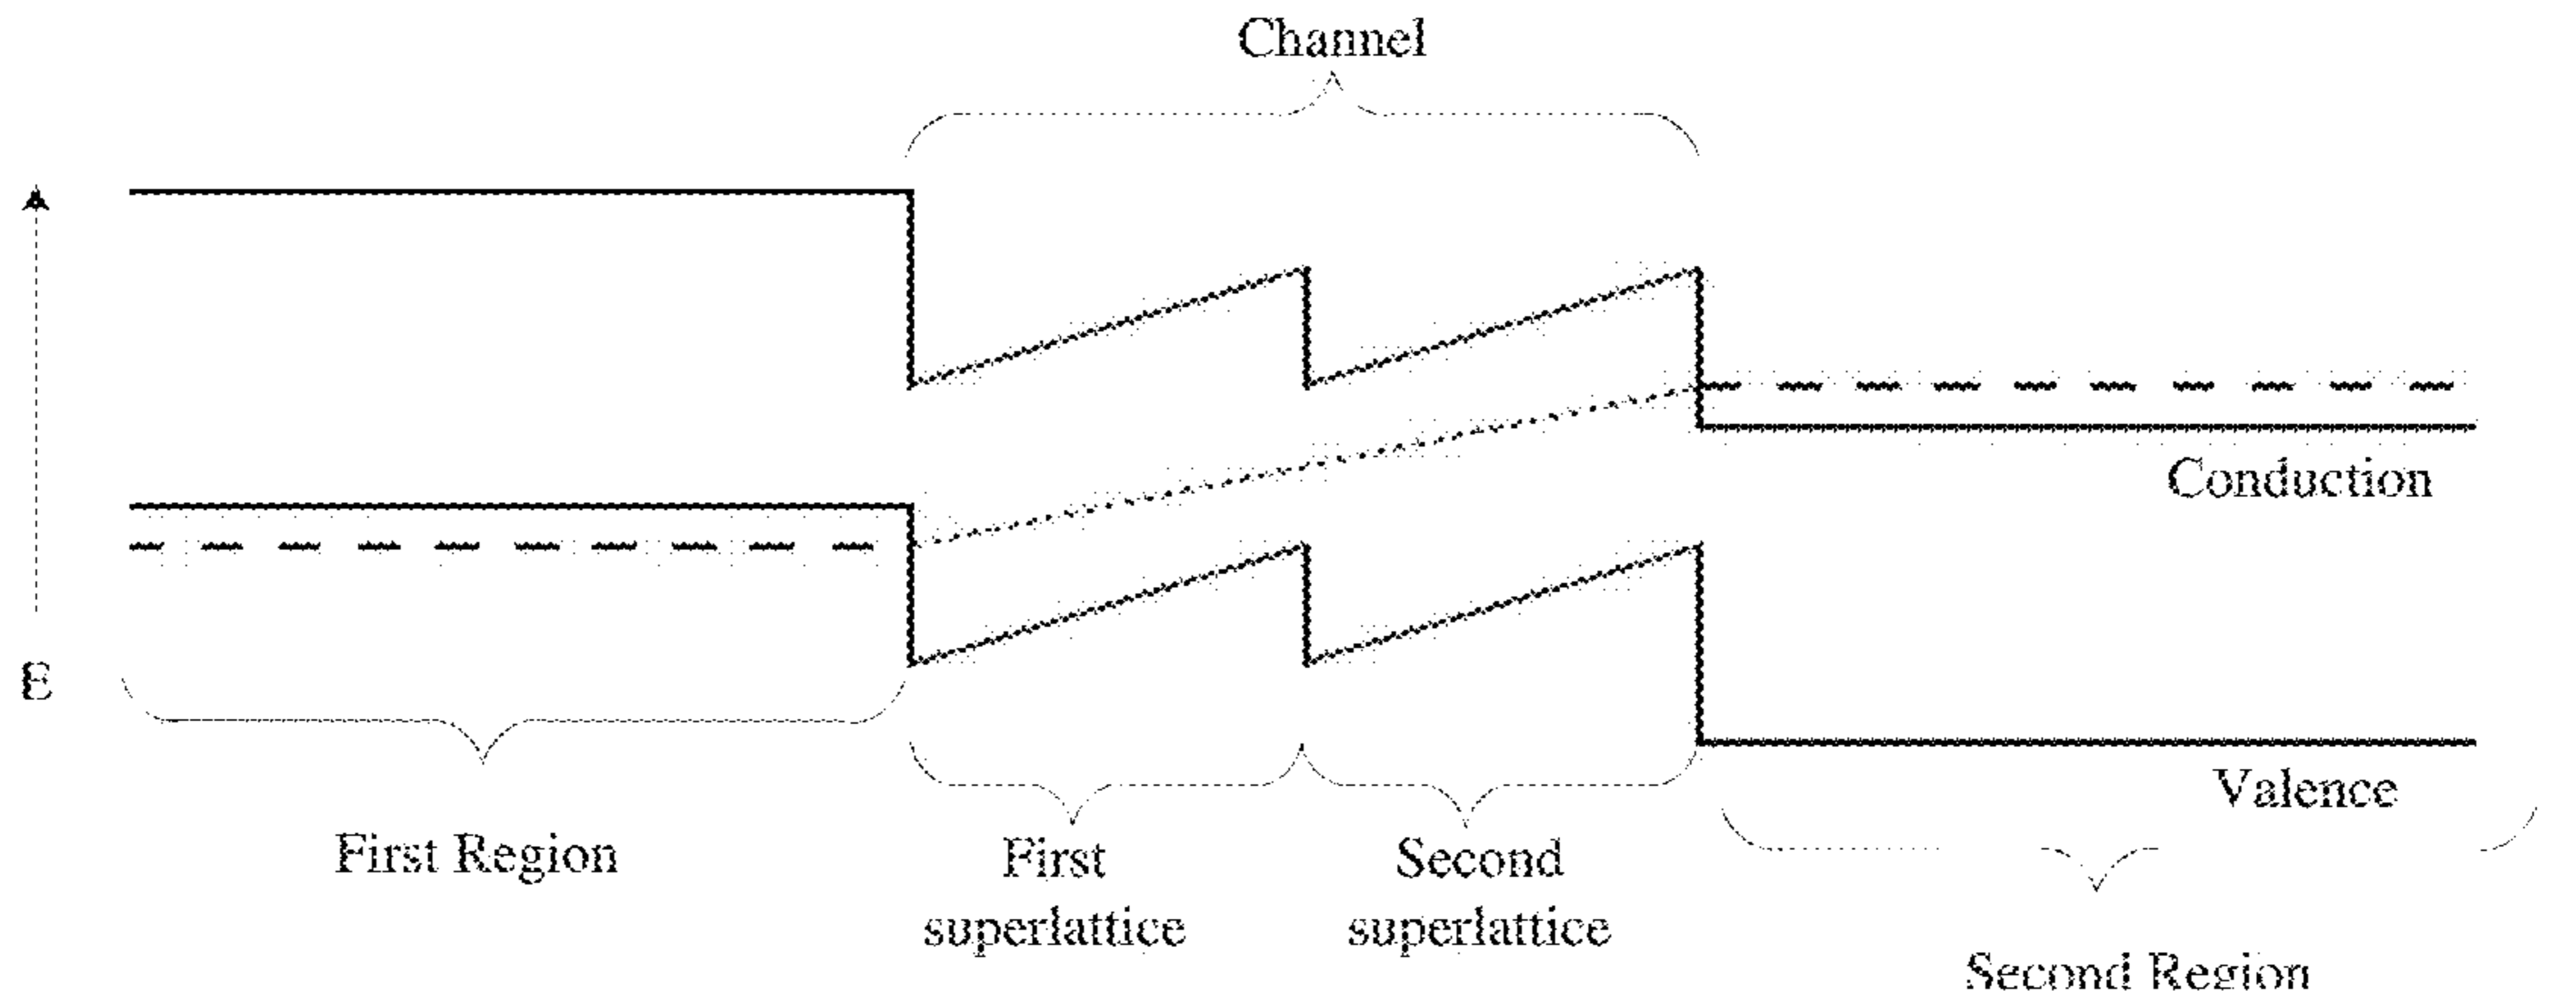 Channel
Conduction
E
Valence
First Region
First
superlattice
Second
superlattice
Second Region